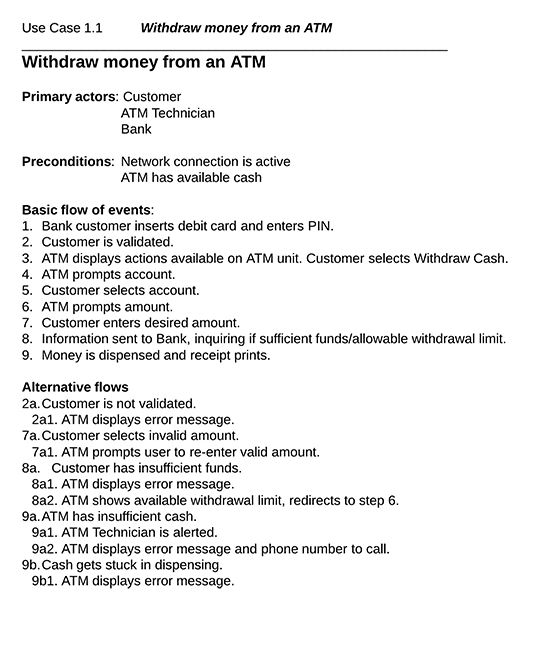 Use Case 1.1 Withdraw money from an ATM
Withdraw money from an ATM
Primary actors: Customer
ATM Technician
Bank
Preconditions: Network connection is active
ATM has available cash
Basic flow of events:
1. Bank customer inserts debit card and enters PIN.
2. Customer is validated.
3. ATM displays actions available on ATM unit. Customer selects Withdraw Cash.
4. ATM prompts account.
5. Customer selects account.
6. ATM prompts amount.
7. Customer enters desired amount.
8. Information sent to Bank, inquiring if sufficient funds/allowable withdrawal limit.
9. Money is dispensed and receipt prints.
Alternative flows
2a. Customer is not validated.
2a1. ATM displays error message.
7a. Customer selects invalid amount.
7a1. ATM prompts user to re-enter valid amount.
8a. Customer has insufficient funds.
8a1. ATM displays error message.
8a2. ATM shows available withdrawal limit, redirects to step 6.
9a. ATM has insufficient cash.
9a1. ATM Technician is alerted.
9a2. ATM displays error message and phone number to call.
9b. Cash gets stuck in dispensing.
9b1. ATM displays error message.